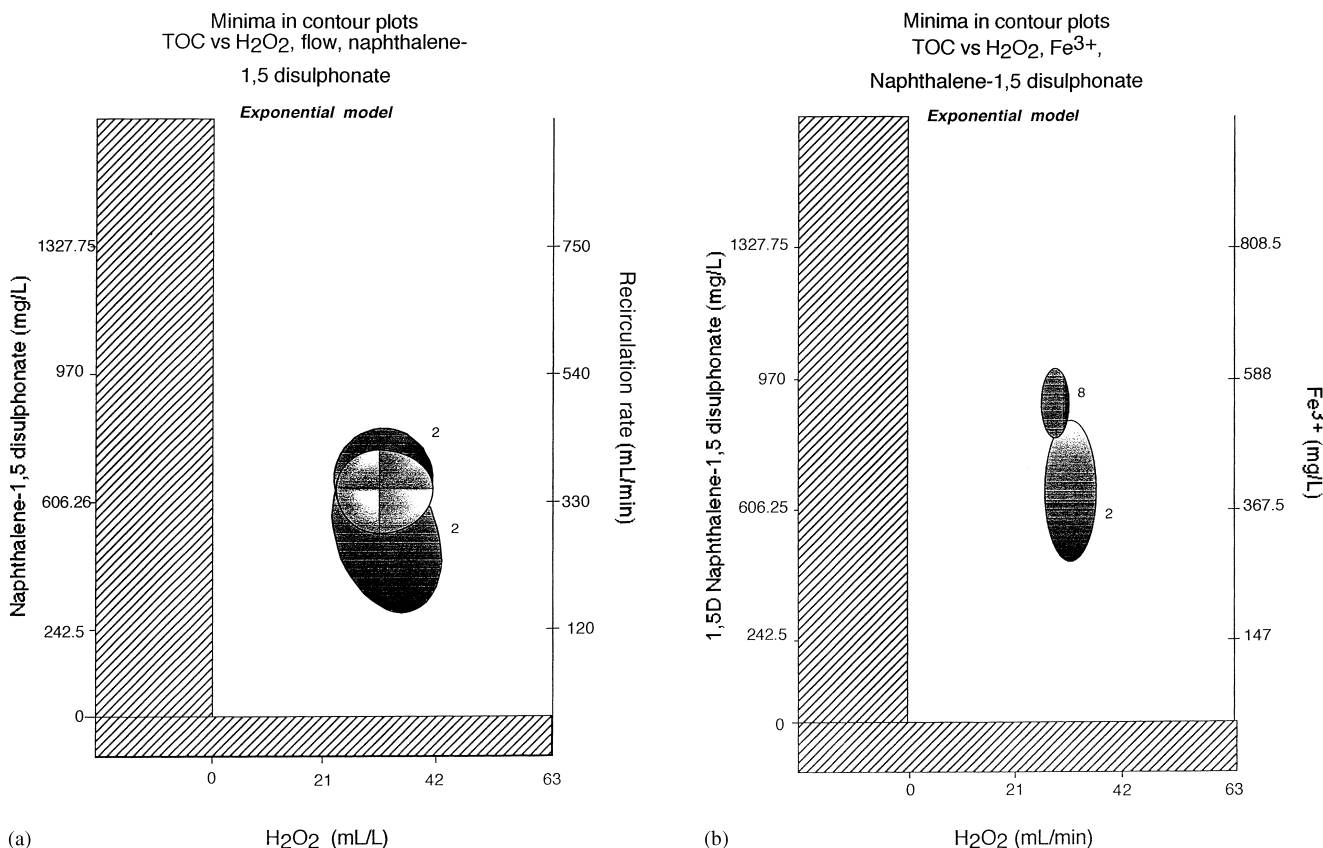 Minima in contour plots
TOC vs H2O2, flow, naphthalene-
1,5 disulphonate
Exponential model
Naphthalene-1,5 disulphonate (mg/L)
1327.75
970
606.26
242.5
0
750
540
330
120
Recirculation rate (mL/min)
2
2
0
21
42
63
(a)
H2O2 (mL/L)
Minima in contour plots
TOC vs H2O2, Fe3+,
Naphthalene-1,5 disulphonate
Exponential model
1,5D Naphthalene-1,5 disulphonate (mg/L)
1327.75
970
606.25
242.5
0
808.5
588
367.5
147
Fe3+ (mg/L)
8
2
0
21
42
63
(b)
H2O2 (mL/min)